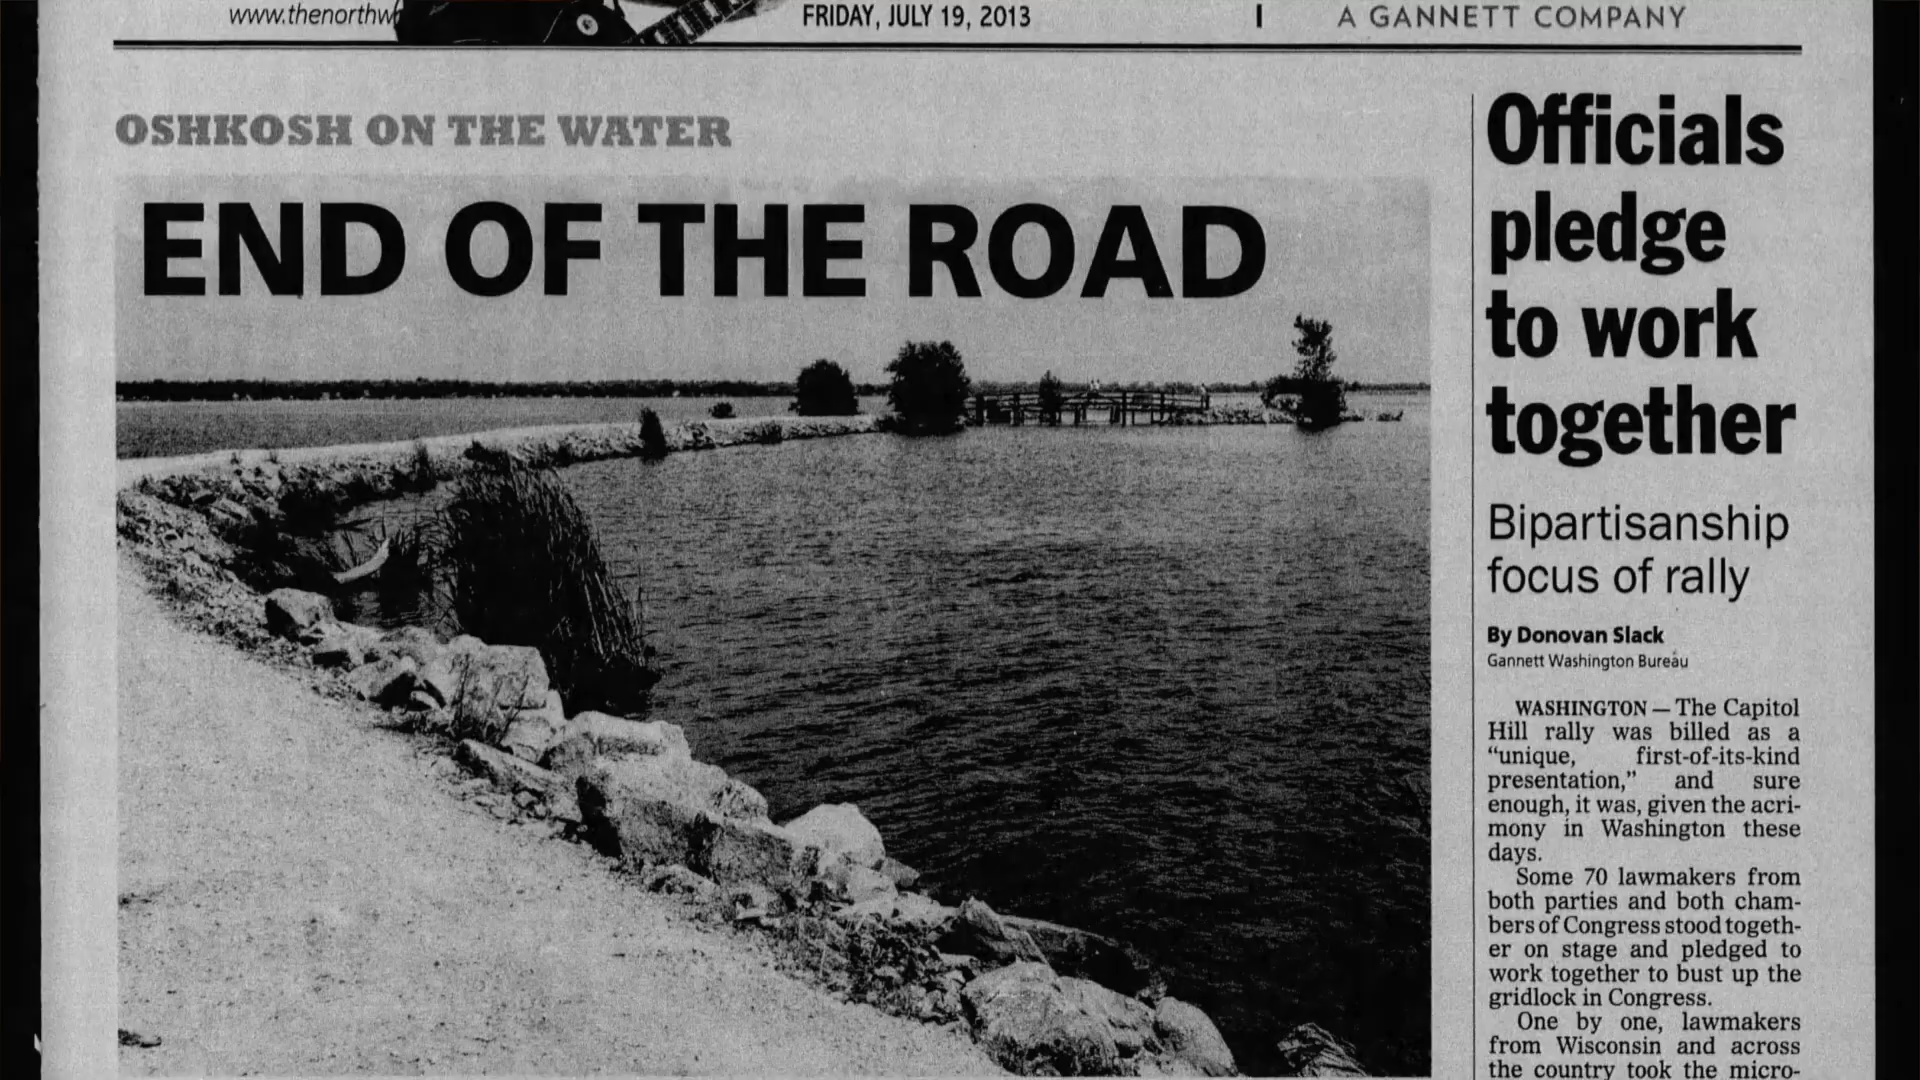 www.thenorthw
FRIDAY, JULY 19, 2013
A GANNETT COMPANY
OSHKOSH ON THE WATER
END OF THE ROAD
Officials
pledge
to work
together
Bipartisanship
focus of rally
By Donovan Slack
Gannett Washington Bureau
WASHINGTON — The Capitol
Hill rally was billed as a
“unique, first-of-its-kind
presentation,” and sure
enough, it was, given the acri-
mony in Washington these
days.
Some 70 lawmakers from
both parties and both cham-
bers of Congress stood togeth-
er on stage and pledged to
work together to bust up the
gridlock in Congress.
One by one, lawmakers
from Wisconsin and across
the country took the micro-